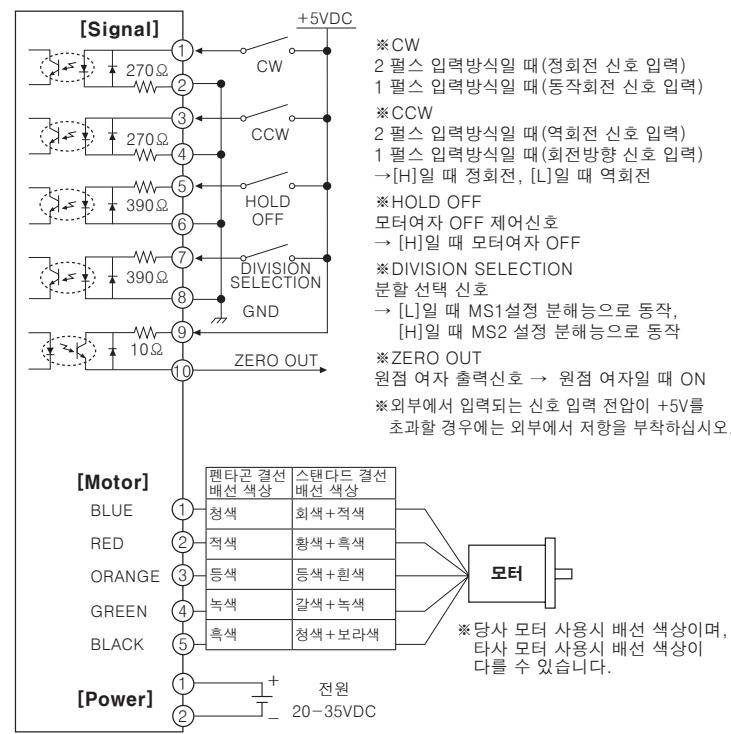 [Signal]
+5VDC
1
CW
270Ω
2
3
CCW
270Ω
4
5
390Ω
HOLD
OFF
6
7
390Ω
DIVISION
SELECTION
8
GND
9
10Ω
ZERO OUT
10
※CW
2 펄스 입력방식일 때(정회전 신호 입력)
1 펄스 입력방식일 때(동작회전 신호 입력)
※CCW
2 펄스 입력방식일 때(역회전 신호 입력)
1 펄스 입력방식일 때(회전방향 신호 입력)
→[H]일 때 정회전, [L]일 때 역회전
※HOLD OFF
모터여자 OFF 제어신호
→ [H]일 때 모터여자 OFF
※DIVISION SELECTION
분할 선택 신호
→ [L]일 때 MS1설정 분해능으로 동작,
[H]일 때 MS2 설정 분해능으로 동작
※ZERO OUT
원점 여자 출력신호 → 원점 여자일 때 ON
※외부에서 입력되는 신호 입력 전압이 +5V를
초과할 경우에는 외부에서 저항을 부착하십시오.
[Motor]
펜타곤 결선
배선 색상
스탠다드 결선
배선 색상
BLUE 1 청색 회색+적색
RED 2 적색 황색+흑색
ORANGE 3 등색 등색+흰색
GREEN 4 녹색 갈색+녹색
BLACK 5 흑색 청색+보라색
모터
※당사 모터 사용시 배선 색상이며,
타사 모터 사용시 배선 색상이
다를 수 있습니다.
[Power]
1
+
전원
20-35VDC
2
-